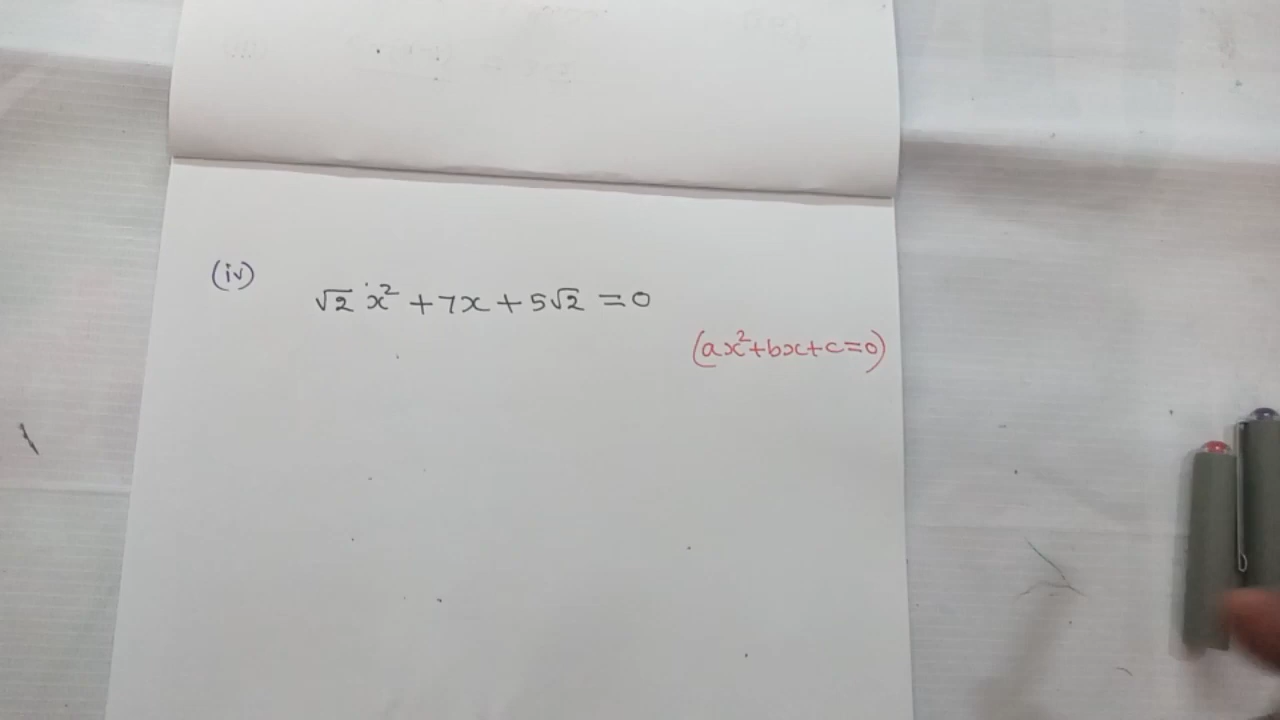 (iv)
√2 x² + 7x + 5√2 = 0
(ax²+bx+c=0)